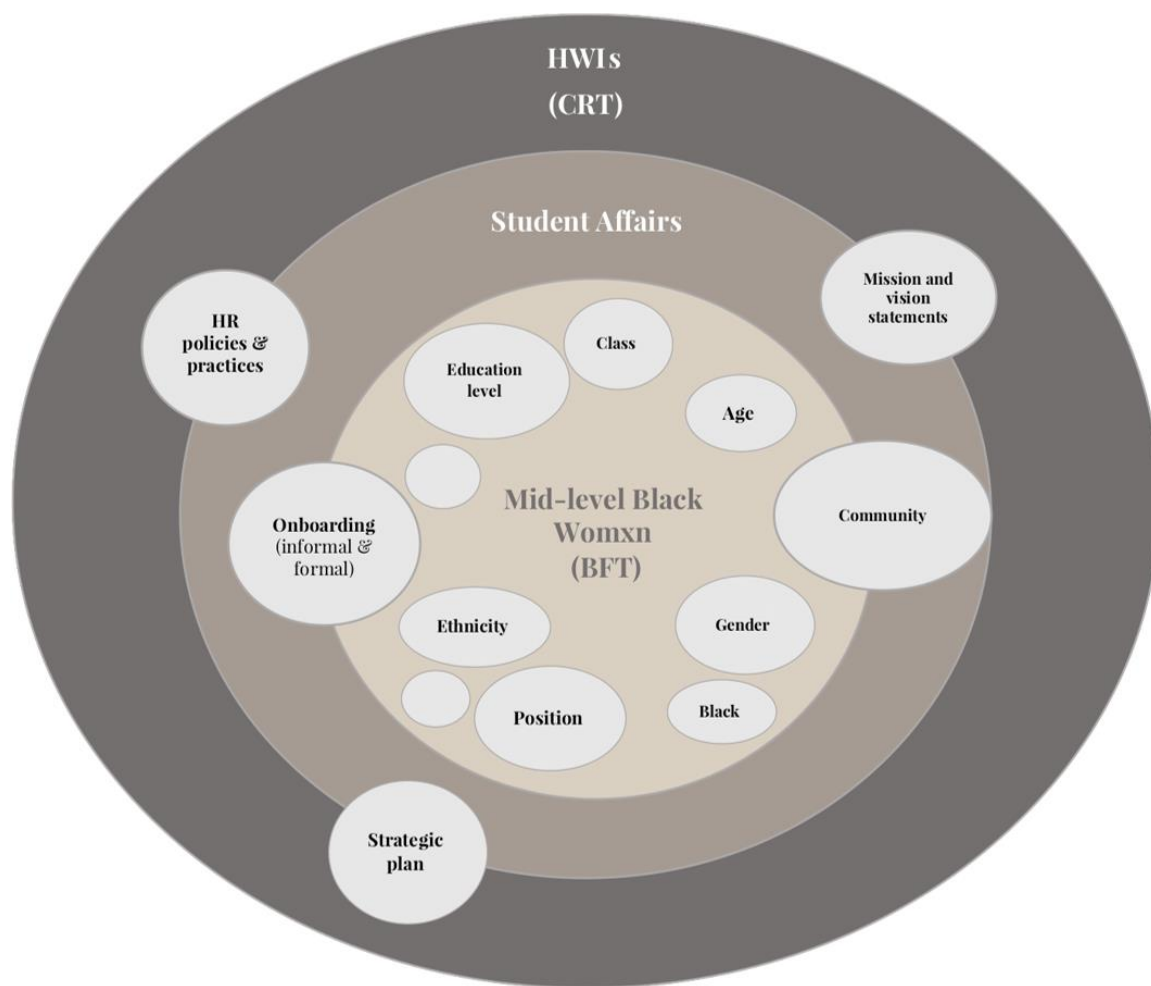 HWIs
(CRT)
Student Affairs
Mission and
vision
statements
HR
policies &
practices
Class
Education
level
Age
Mid-level Black
Womxn
(BFT)
Community
Onboarding
(informal &
formal)
Ethnicity
Gender
Position
Black
Strategic
plan